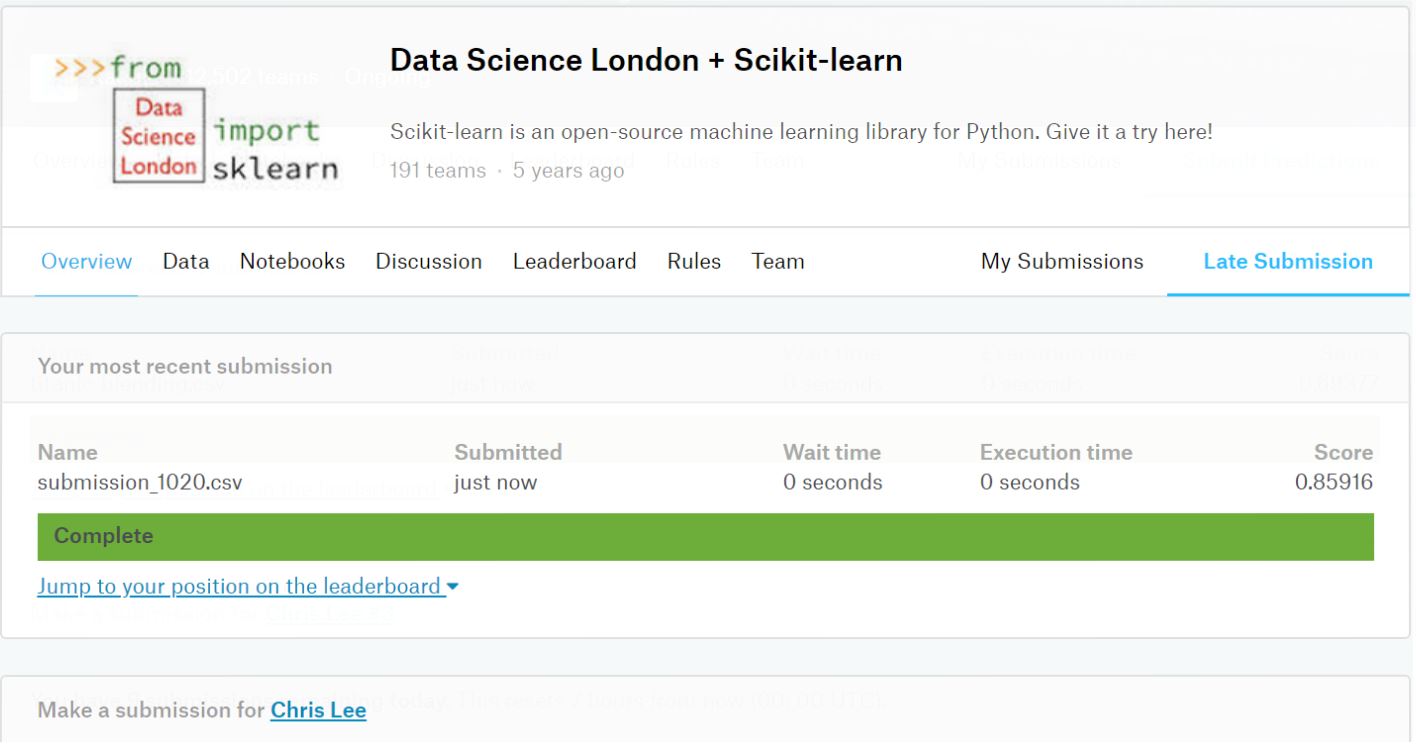 >>>from
Data Science London + Scikit-learn
12,502 teams · Ongoing
Data
Science
London
import
sklearn
Scikit-learn is an open-source machine learning library for Python. Give it a try here!
191 teams · 5 years ago
Overview Data Notebooks Discussion Leaderboard Rules Team My Submissions Late Submission
Your most recent submission
Name Submitted Wait time Execution time Score
submission_1020.csv just now 0 seconds 0 seconds 0.85916
Complete
Jump to your position on the leaderboard
Make a submission for Chris Lee